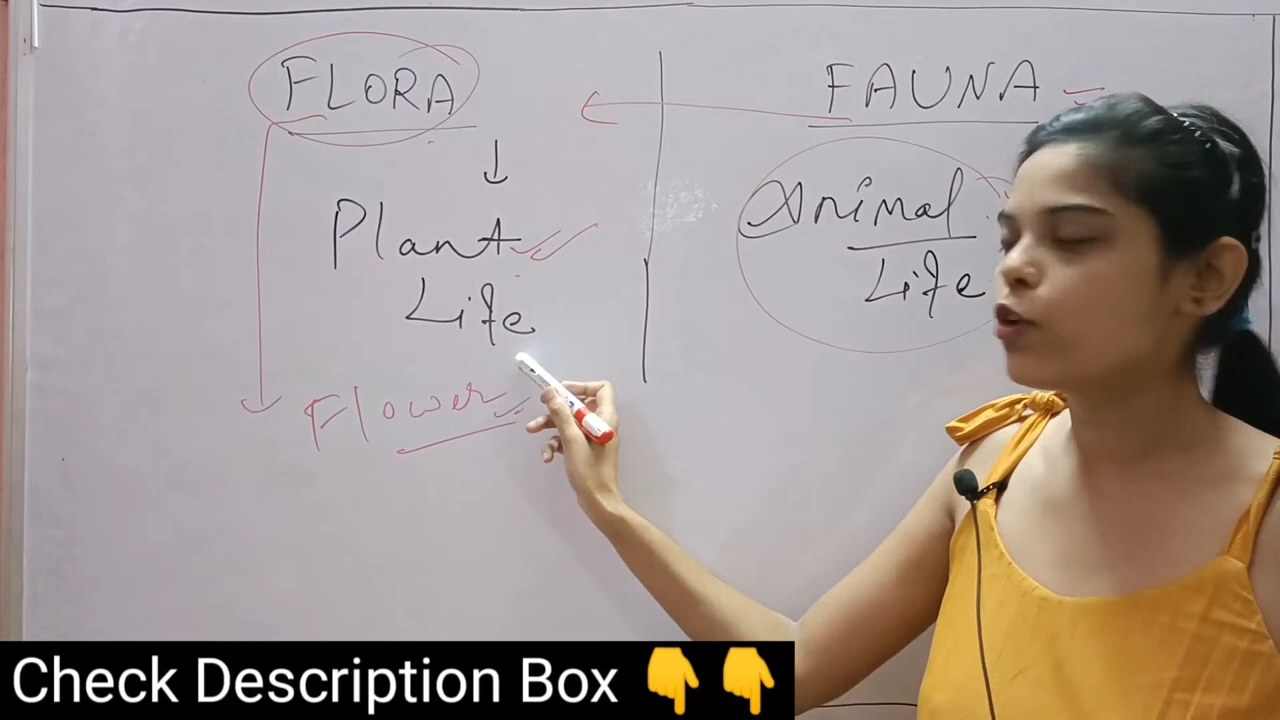 FLORA
Plant
Life
Flower
FAUNA
Animal
Life
Check Description Box 👇👇